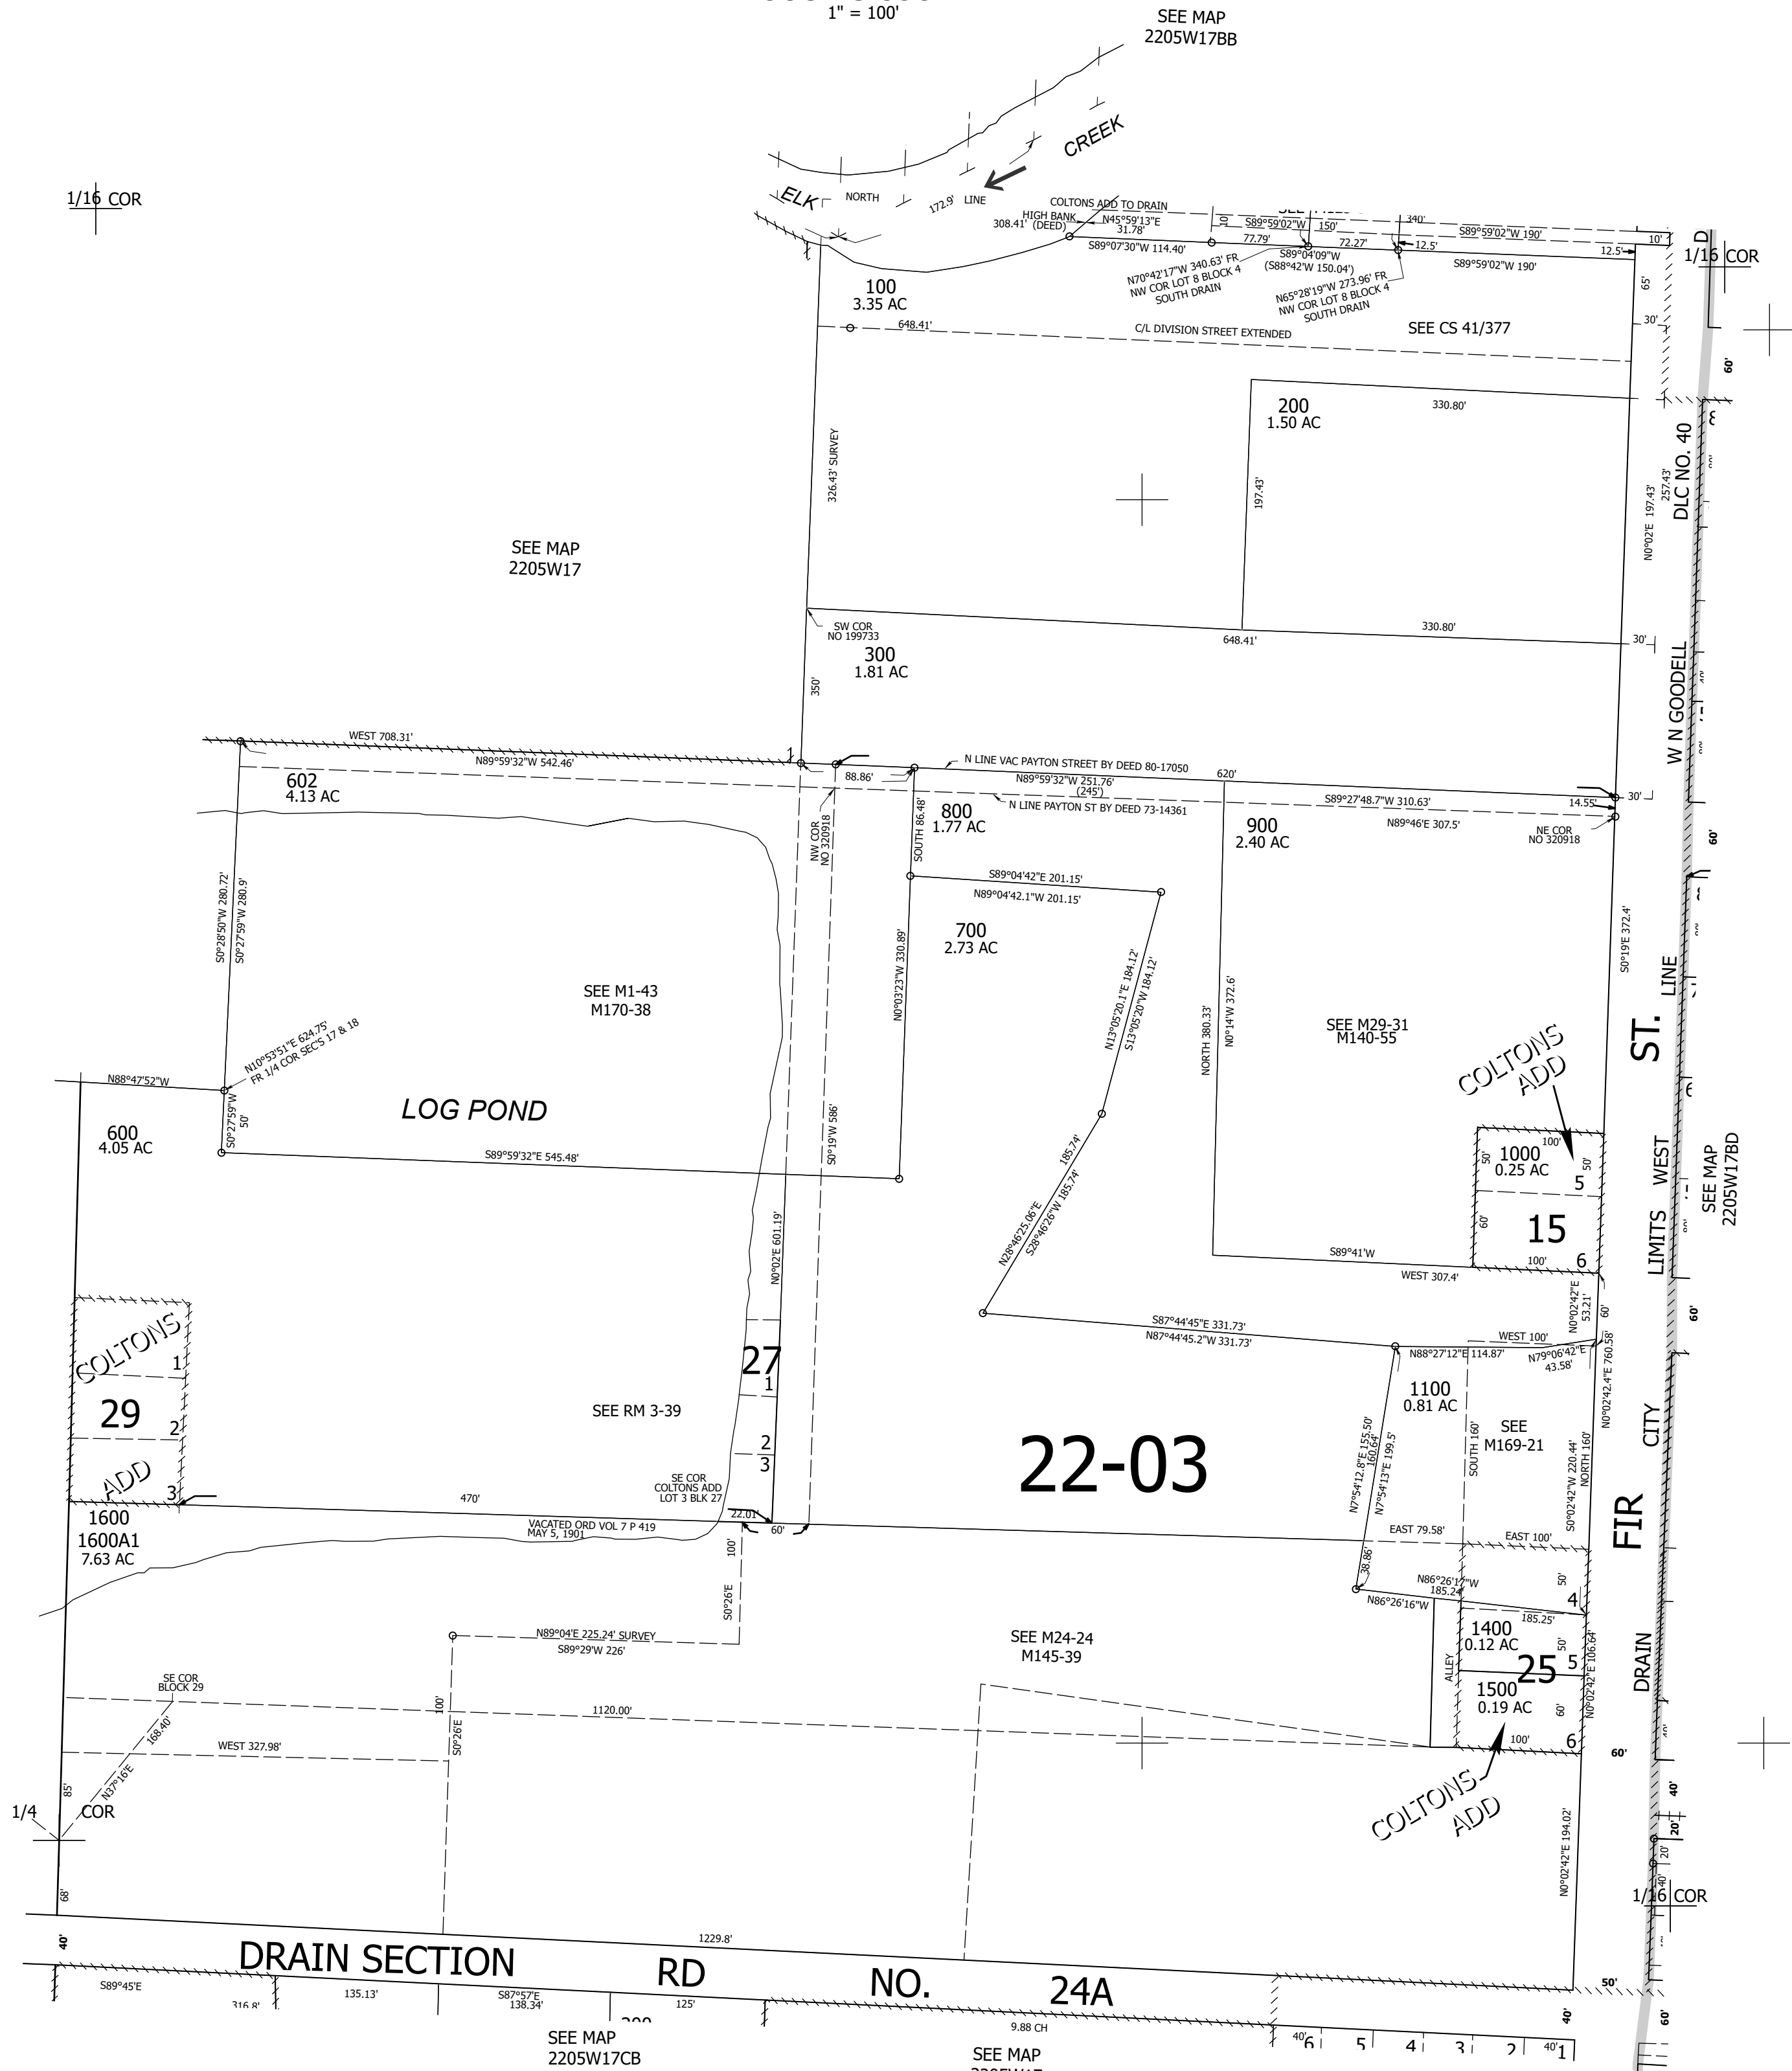 1" = 100'
SEE MAP
2205W17BB
CREEK
ELK
NORTH
172.9' LINE
1/16 COR
COLTONS ADD TO DRAIN
HIGH BANK
308.41' (DEED)
N45°59'13"E
31.78'
10'
S89°59'02"W 150'
340'
S89°59'02"W 190'
10'
S89°07'30"W 114.40'
77.79'
72.27'
12.5'
12.5'
S89°04'09"W
(S88°42'W 150.04')
S89°59'02"W 190'
N70°42'17"W 340.63' FR
NW COR LOT 8 BLOCK 4
SOUTH DRAIN
N65°28'19"W 273.96' FR
NW COR LOT 8 BLOCK 4
SOUTH DRAIN
D
1/16 COR
65'
30'
60'
100
3.35 AC
648.41'
C/L DIVISION STREET EXTENDED
SEE CS 41/377
200
1.50 AC
330.80'
326.43' SURVEY
197.43'
N0°02'E 197.43'
257.43'
DLC NO. 40
W N GOODELL
SEE MAP
2205W17
SW COR
NO 199733
300
1.81 AC
350'
648.41'
330.80'
30'
WEST 708.31'
N89°59'32"W 542.46'
1
602
4.13 AC
88.86'
N LINE VAC PAYTON STREET BY DEED 80-17050
N89°59'32"W 251.76'
(245')
620'
N LINE PAYTON ST BY DEED 73-14361
S89°27'48.7"W 310.63'
14.55'
30'
N89°46'E 307.5'
NE COR
NO 320918
NW COR
NO 320918
SOUTH 86.48'
800
1.77 AC
900
2.40 AC
60'
S89°04'42"E 201.15'
N89°04'42.1"W 201.15'
700
2.73 AC
S0°28'50"W 280.72'
S0°27'59"W 280.9'
N0°03'23"W 330.89'
N13°05'20.1"E 184.12'
S13°05'20"W 184.12'
NORTH 380.33'
N0°14'W 372.6'
S0°19'E 372.4'
SEE M1-43
M170-38
SEE M29-31
M140-55
N10°53'51"E 624.75'
FR 1/4 COR SEC'S 17 & 18
N88°47'52"W
S0°27'59"W
50'
LOG POND
600
4.05 AC
S89°59'32"E 545.48'
S0°19'W 586'
N0°02'E 601.19'
185.74'
N28°46'25.06"E
S28°46'26"W 185.74'
COLTONS
ADD
100'
1000
0.25 AC
50'
50'
5
60'
15
6
100'
S89°41'W
WEST 307.4'
ST. LINE
LIMITS WEST
SEE MAP
2205W17BD
60'
N0°02'42"E
53.21'
60'
S87°44'45"E 331.73'
N87°44'45.2"W 331.73'
WEST 100'
N88°27'12"E 114.87'
N79°06'42"E
43.58'
N0°02'42.4"E 760.58'
COLTONS
1
29
2
ADD
3
27
1
2
3
SEE RM 3-39
1100
0.81 AC
SEE
M169-21
22-03
N7°54'12.8"E 155.50'
160.64'
N7°54'13"E 199.5'
SOUTH 160'
S0°02'42"W 220.44'
NORTH 160'
FIR
CITY
DRAIN
470'
SE COR
COLTONS ADD
LOT 3 BLK 27
22.01'
60'
1600
1600A1
7.63 AC
VACATED ORD VOL 7 P 419
MAY 5, 1901
100'
S0°26'E
EAST 79.58'
EAST 100'
38.86'
N86°26'17"W
185.24'
50'
4
N86°26'16"W
185.25'
N89°04'E 225.24' SURVEY
S89°29'W 226'
SEE M24-24
M145-39
1400
0.12 AC
50'
5
25
ALLEY
1500
0.19 AC
60'
6
100'
N0°02'42"E 106.64'
60'
SE COR
BLOCK 29
168.40'
N37°16'E
100'
S0°26'E
1120.00'
WEST 327.98'
85'
1/4 COR
68'
COLTONS
ADD
N0°02'42"E 194.02'
40'
20'
20'
40'
1/16 COR
40'
1229.8'
DRAIN SECTION RD NO. 24A
50'
S89°45'E
316.8'
135.13'
S87°57'E
138.34'
125'
9.88 CH
40'
60'
40'
6 5 4 3 2
40'
1
SEE MAP
2205W17CB
SEE MAP